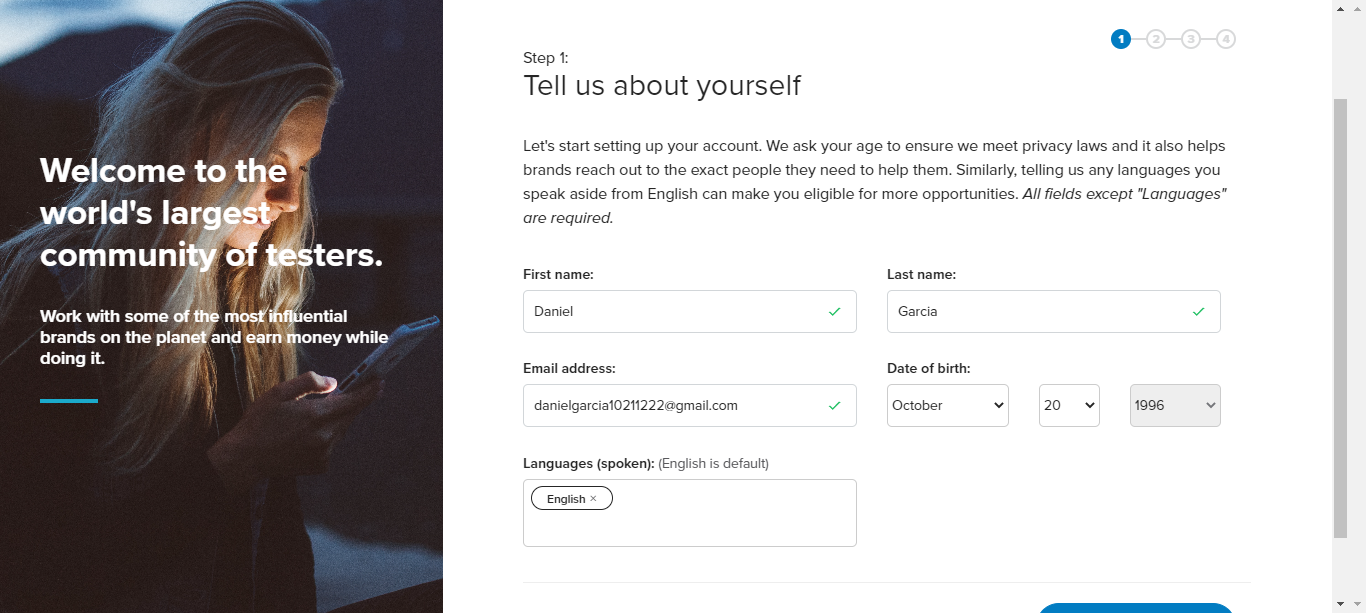 Welcome to the
world's largest
community of testers.
Work with some of the most influential
brands on the planet and earn money while
doing it.
1 2 3 4
Step 1:
Tell us about yourself
Let's start setting up your account. We ask your age to ensure we meet privacy laws and it also helps
brands reach out to the exact people they need to help them. Similarly, telling us any languages you
speak aside from English can make you eligible for more opportunities. All fields except "Languages"
are required.
First name: Last name:
Daniel Garcia
Email address: Date of birth:
danielgarcia10211222@gmail.com October 20 1996
Languages (spoken): (English is default)
English ×